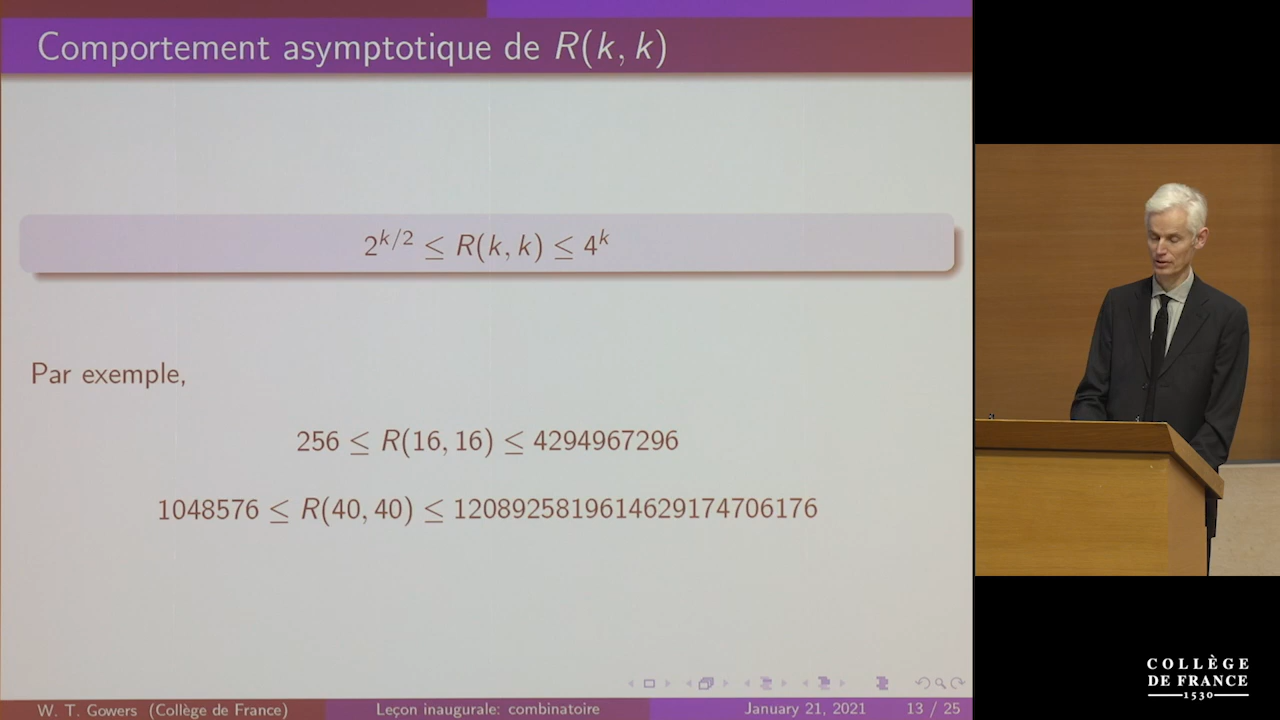 Comportement asymptotique de R(k, k)
2^{k/2} ≤ R(k, k) ≤ 4^k
Par exemple,
256 ≤ R(16, 16) ≤ 4294967296
1048576 ≤ R(40, 40) ≤ 1208925819614629174706176
W. T. Gowers (Collège de France) Leçon inaugurale: combinatoire January 21, 2021 13 / 25
COLLÈGE
DE FRANCE
1530